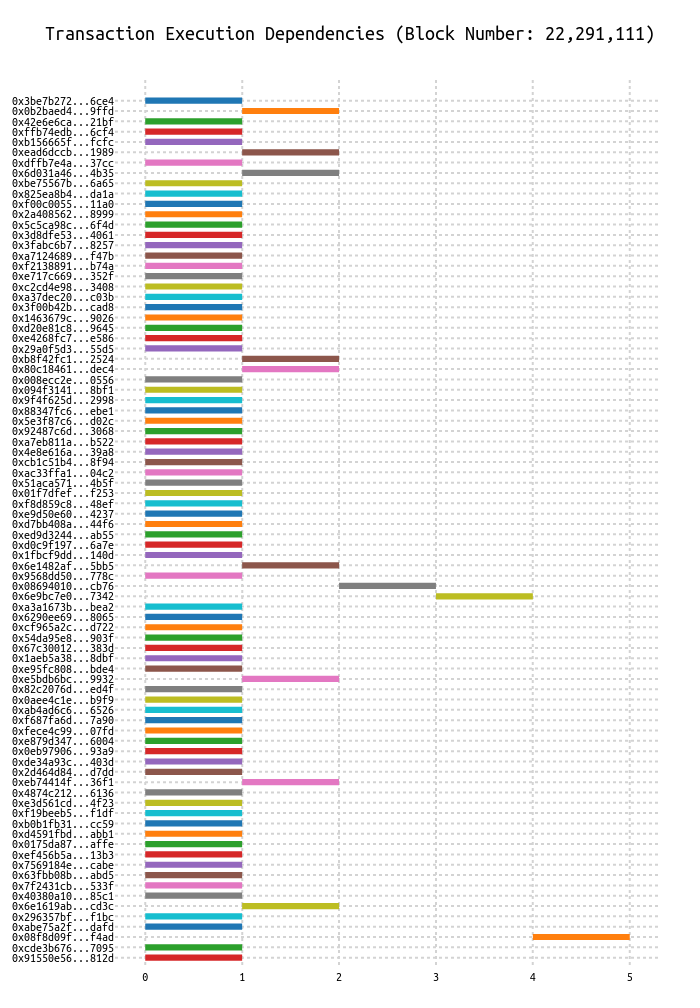 Transaction Execution Dependencies (Block Number: 22,291,111)
0x3be7b272...6ce4
0x0b2baed4...9ffd
0x42e6e6ca...21bf
0xffb74edb...6cf4
0xb156665f...fcfc
0xead6dccb...1989
0xdffb7e4a...37cc
0x6d031a46...4b35
0xbe75567b...6a65
0x825ea8b4...da1a
0xf00c0055...11a0
0x2a408562...8999
0x5c5ca98c...6f4d
0x3d8dfe53...4061
0x3fabc6b7...8257
0xa7124689...f47b
0xf2138891...b74a
0xe717c669...352f
0xc2cd4e98...3408
0xa37dec20...c03b
0x3f00b42b...cad8
0x1463679c...9026
0xd20e81c8...9645
0xe4268fc7...e586
0x29a0f5d3...55d5
0xb8f42fc1...2524
0x80c18461...dec4
0x008ecc2e...0556
0x094f3141...8bf1
0x9f4f625d...2998
0x88347fc6...ebe1
0x5e3f87c6...d02c
0x92487c6d...3068
0xa7eb811a...b522
0x4e8e616a...39a8
0xcb1c51b4...8f94
0xac33ffa1...04c2
0x51aca571...4b5f
0x01f7dfef...f253
0xf8d859c8...48ef
0xe9d50e60...4237
0xd7bb408a...44f6
0xed9d3244...ab55
0xd0c9f197...6a7e
0x1fbcf9dd...140d
0x6e1482af...5bb5
0x9568dd50...778c
0x08694010...cb76
0x6e9bc7e0...7342
0xa3a1673b...bea2
0x6290ee69...8065
0xcf965a2c...d722
0x54da95e8...903f
0x67c30012...383d
0x1aeb5a38...8dbf
0xe95fc808...bde4
0xe5bdb6bc...9932
0x82c2076d...ed4f
0x0aee4c1e...b9f9
0xab4ad6c6...6526
0xf687fa6d...7a90
0xfece4c99...07fd
0xe879d347...6004
0x0eb97906...93a9
0xde34a93c...403d
0x2d464d84...d7dd
0xeb74414f...36f1
0x4874c212...6136
0xe3d561cd...4f23
0xf19beeb5...f1df
0xb0b1fb31...cc59
0xd4591fbd...abb1
0x0175da87...affe
0xef456b5a...13b3
0x7569184e...cabe
0x63fbb08b...abd5
0x7f2431cb...533f
0x40380a10...85c1
0x6e1619ab...cd3c
0x296357bf...f1bc
0xabe75a2f...dafd
0x08f8d09f...f4ad
0xcde3b676...7095
0x91550e56...812d
0 1 2 3 4 5